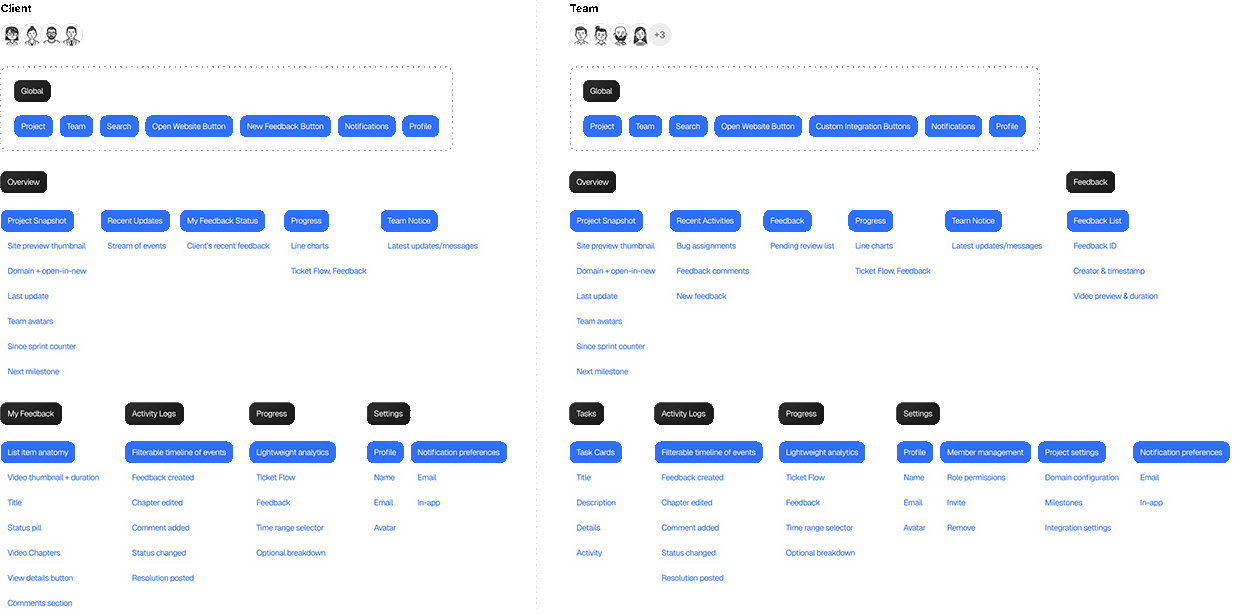 Client
Global
Project Team Search Open Website Button New Feedback Button Notifications Profile
Overview
Project Snapshot Recent Updates My Feedback Status Progress Team Notice
Site preview thumbnail Stream of events Client's recent feedback Line charts Latest updates/messages
Domain + open-in-new Ticket Flow, Feedback
Last update
Team avatars
Since sprint counter
Next milestone
My Feedback Activity Logs Progress Settings
List item anatomy Filterable timeline of events Lightweight analytics Profile Notification preferences
Video thumbnail + duration Feedback created Ticket Flow Name Email
Title Chapter edited Feedback Email In-app
Status pill Comment added Time range selector Avatar
Video Chapters Status changed Optional breakdown
View details button Resolution posted
Comments section
Team
+3
Global
Project Team Search Open Website Button Custom Integration Buttons Notifications Profile
Overview Feedback
Project Snapshot Recent Activities Feedback Progress Team Notice Feedback List
Site preview thumbnail Bug assignments Pending review list Line charts Latest updates/messages Feedback ID
Domain + open-in-new Feedback comments Ticket Flow, Feedback Creator & timestamp
Last update New feedback Video preview & duration
Team avatars
Since sprint counter
Next milestone
Tasks Activity Logs Progress Settings
Task Cards Filterable timeline of events Lightweight analytics Profile Member management Project settings Notification preferences
Title Feedback created Ticket Flow Name Role permissions Domain configuration Email
Description Chapter edited Feedback Email Invite Milestones In-app
Details Comment added Time range selector Avatar Remove Integration settings
Activity Status changed Optional breakdown
Resolution posted